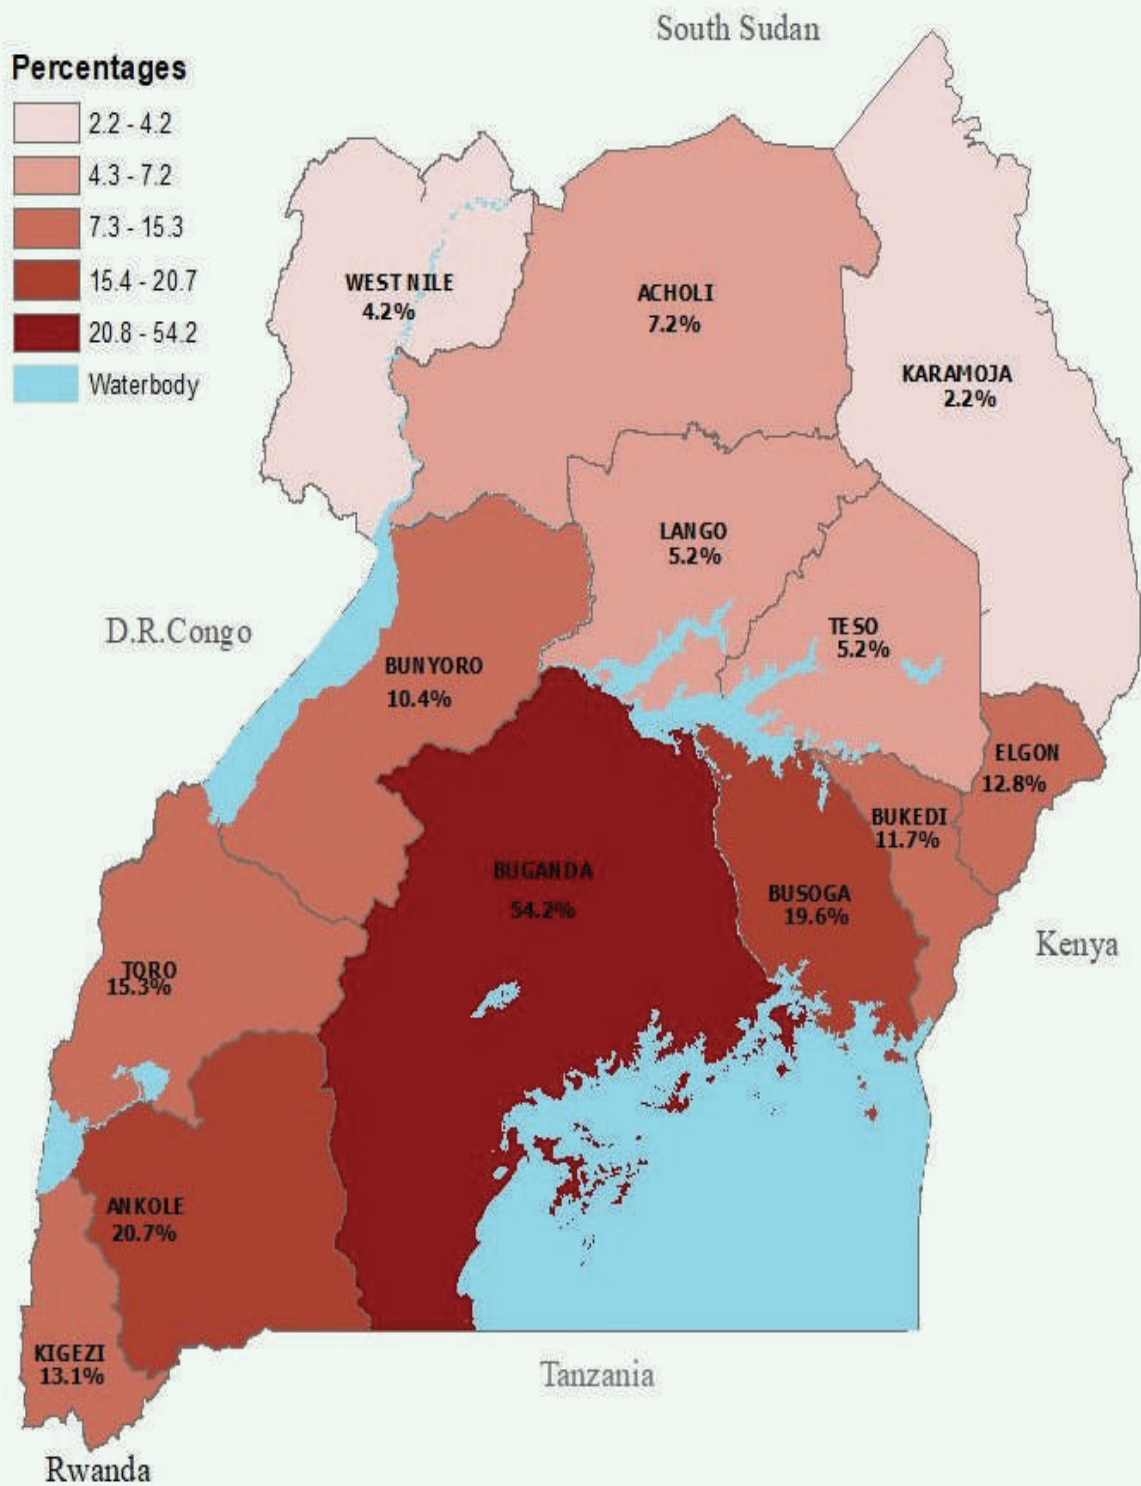 South Sudan
Percentages
2.2 - 4.2
4.3 - 7.2
7.3 - 15.3
15.4 - 20.7
20.8 - 54.2
Waterbody
WEST NILE
4.2%
ACHOLI
7.2%
KARAMOJA
2.2%
LANGO
5.2%
TESO
5.2%
D.R.Congo
BUNYORO
10.4%
ELGON
12.8%
BUKEDI
11.7%
BUGANDA
54.2%
BUSOGA
19.6%
Kenya
TORO
15.3%
ANKOLE
20.7%
KIGEZI
13.1%
Tanzania
Rwanda